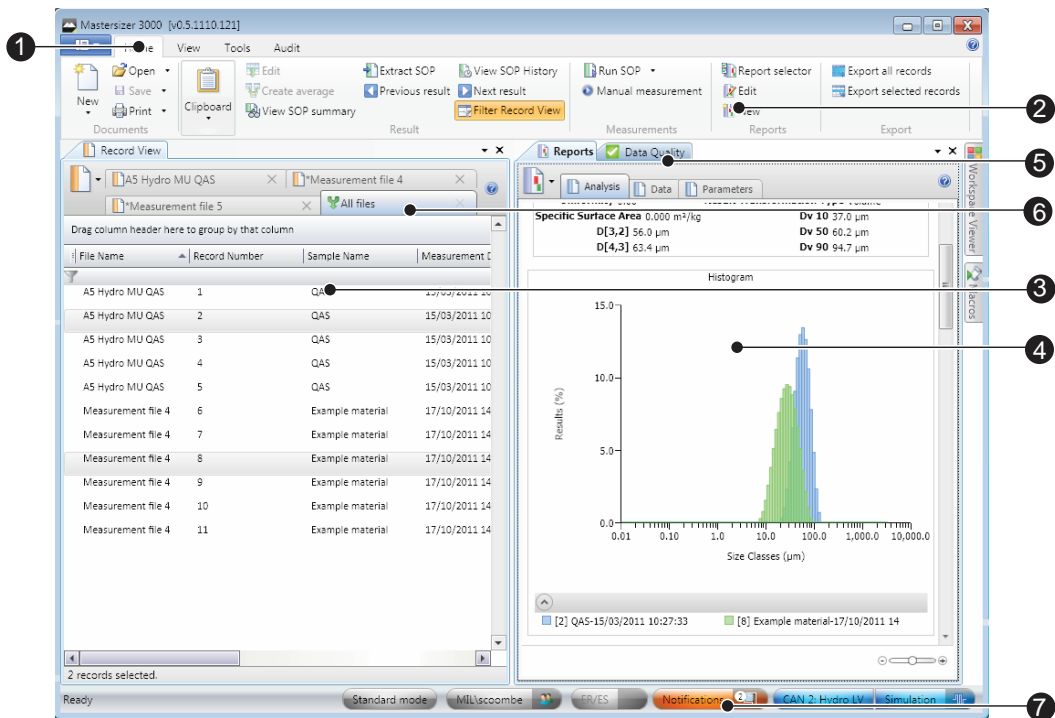 Mastersizer 3000 [v0.5.1110.121]
1
View Tools Audit
New
Open
Save
Print
Documents
Clipboard
Edit
Create average
View SOP summary
Extract SOP
Previous result
View SOP History
Next result
Filter Record View
Result
Run SOP
Manual measurement
Measurements
Report selector
Edit
Reports
Export all records
Export selected records
Export
2
Record View
Reports Data Quality
5
A5 Hydro MU QAS *Measurement file 4
*Measurement file 5 All files
6
Analysis Data Parameters
Workspace Viewer
Macros
Drag column header here to group by that column
File Name Record Number Sample Name Measurement D
A5 Hydro MU QAS 1 15/03/2011 10
3
A5 Hydro MU QAS 2 QAS 15/03/2011 10
A5 Hydro MU QAS 3 QAS 15/03/2011 10
A5 Hydro MU QAS 4 QAS 15/03/2011 10
A5 Hydro MU QAS 5 QAS 15/03/2011 10
Measurement file 4 6 Example material 17/10/2011 14
Measurement file 4 7 Example material 17/10/2011 14
Measurement file 4 8 Example material 17/10/2011 14
Measurement file 4 9 Example material 17/10/2011 14
Measurement file 4 10 Example material 17/10/2011 14
Measurement file 4 11 Example material 17/10/2011 14
2 records selected.
Specific Surface Area 0.000 m²/kg Dv 10 37.0 µm
D[3,2] 56.0 µm Dv 50 60.2 µm
D[4,3] 63.4 µm Dv 90 94.7 µm
Histogram
4
Results (%)
15.0
10.0
5.0
0.0
0.01 0.10 1.0 10.0 100.0 1,000.0 10,000.0
Size Classes (µm)
[2] QAS-15/03/2011 10:27:33 [8] Example material-17/10/2011 14
Ready Standard mode MIL\scoombe ER/ES Notifications 2 CAN 2: Hydro LV Simulation
7